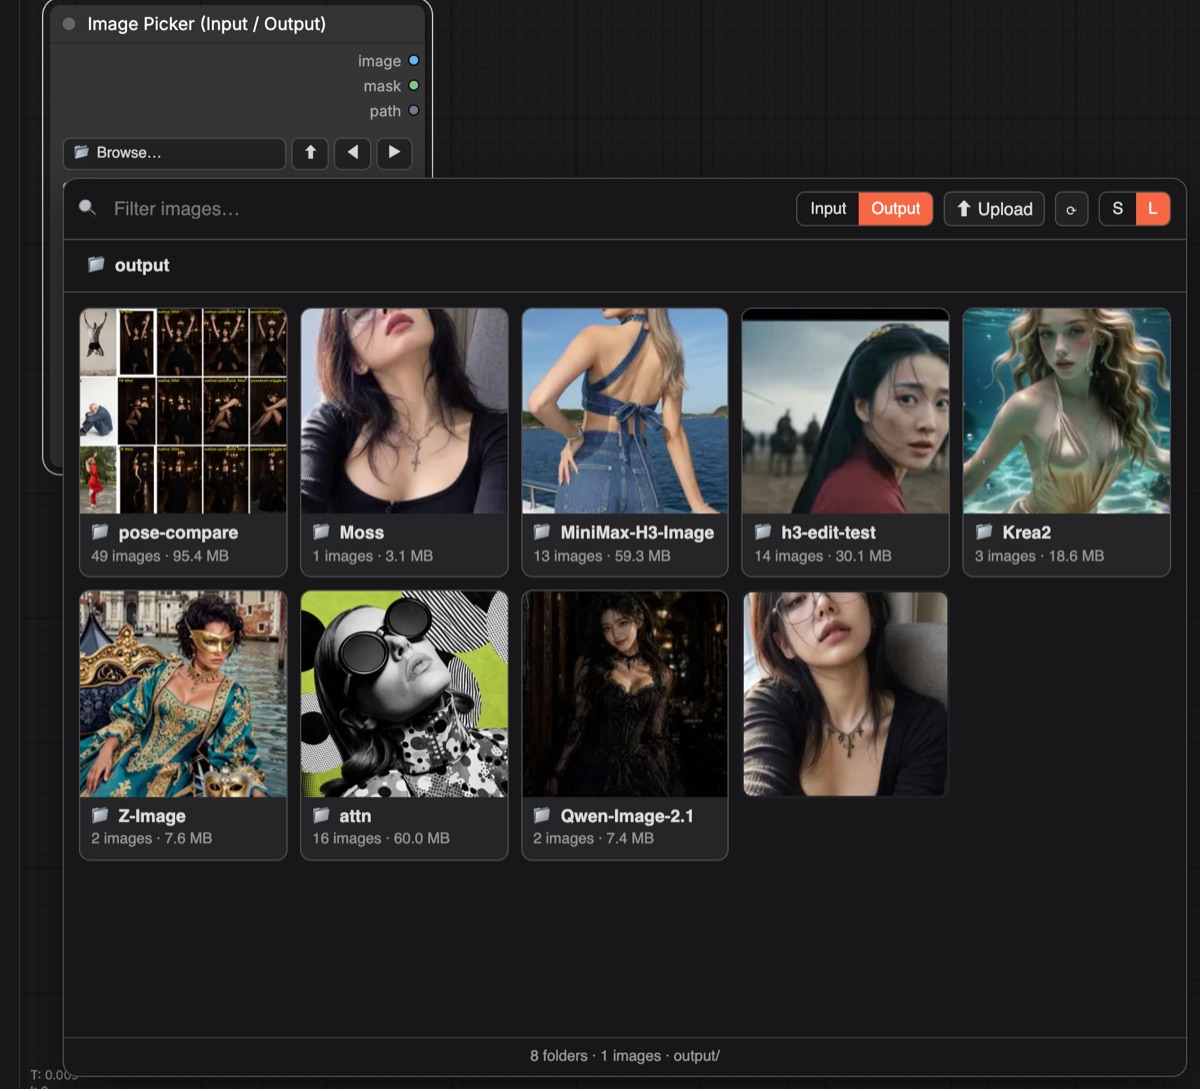 Image Picker (Input / Output)
image
mask
path
Browse...
Filter images...
Input
Output
Upload
S
L
output
pose-compare
49 images · 95.4 MB
Moss
1 images · 3.1 MB
MiniMax-H3-Image
13 images · 59.3 MB
h3-edit-test
14 images · 30.1 MB
Krea2
3 images · 18.6 MB
Z-Image
2 images · 7.6 MB
attn
16 images · 60.0 MB
Qwen-Image-2.1
2 images · 7.4 MB
8 folders · 1 images · output/